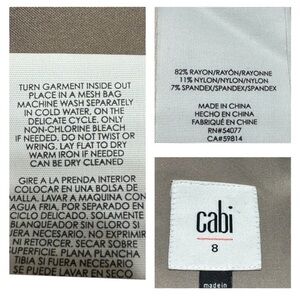 TURN GARMENT INSIDE OUT
PLACE IN A MESH BAG
MACHINE WASH SEPARATELY
IN COLD WATER, ON THE
DELICATE CYCLE. ONLY
NON-CHLORINE BLEACH
IF NEEDED. DO NOT TWIST OR
WRING. LAY FLAT TO DRY
WARM IRON IF NEEDED
CAN BE DRY CLEANED
GIRE A LA PRENDA INTERIOR
COLOCAR EN UNA BOLSA DE
MALLA. LAVAR A MAQUINA CON
AGUA FRIA, POR SEPARADO EN
CICLO DELICADO. SOLAMENTE
BLANQUEADOR SIN CLORO SI
FUERA NECESARIO. NO EXPRIMIR
NI RETORCER. SECAR SOBRE
SUPERFICIE. PLANA PLANCHA
TIBIA SI FUERA NECESARIO
SE PUEDE LAVAR EN SECO
82% RAYON/RAYÓN/RAYONNE
11% NYLON/NYLON/NYLON
7% SPANDEX/SPANDEX/SPANDEX
MADE IN CHINA
HECHO EN CHINA
FABRIQUÉ EN CHINE
RN#54077
CA#59814
cabi
8
made in